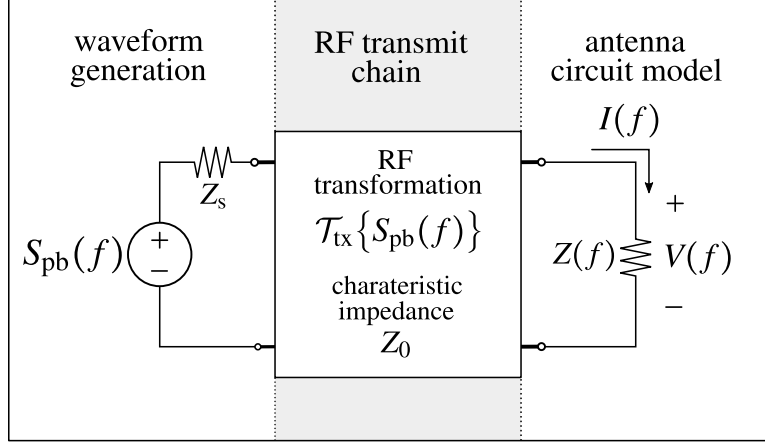 waveform
generation
RF transmit
chain
antenna
circuit model
I(f)
RF
transformation
𝒯tx{Spb(f)}
Zs
Spb(f)
+
−
charateristic
impedance
Z0
Z(f)
+
V(f)
−